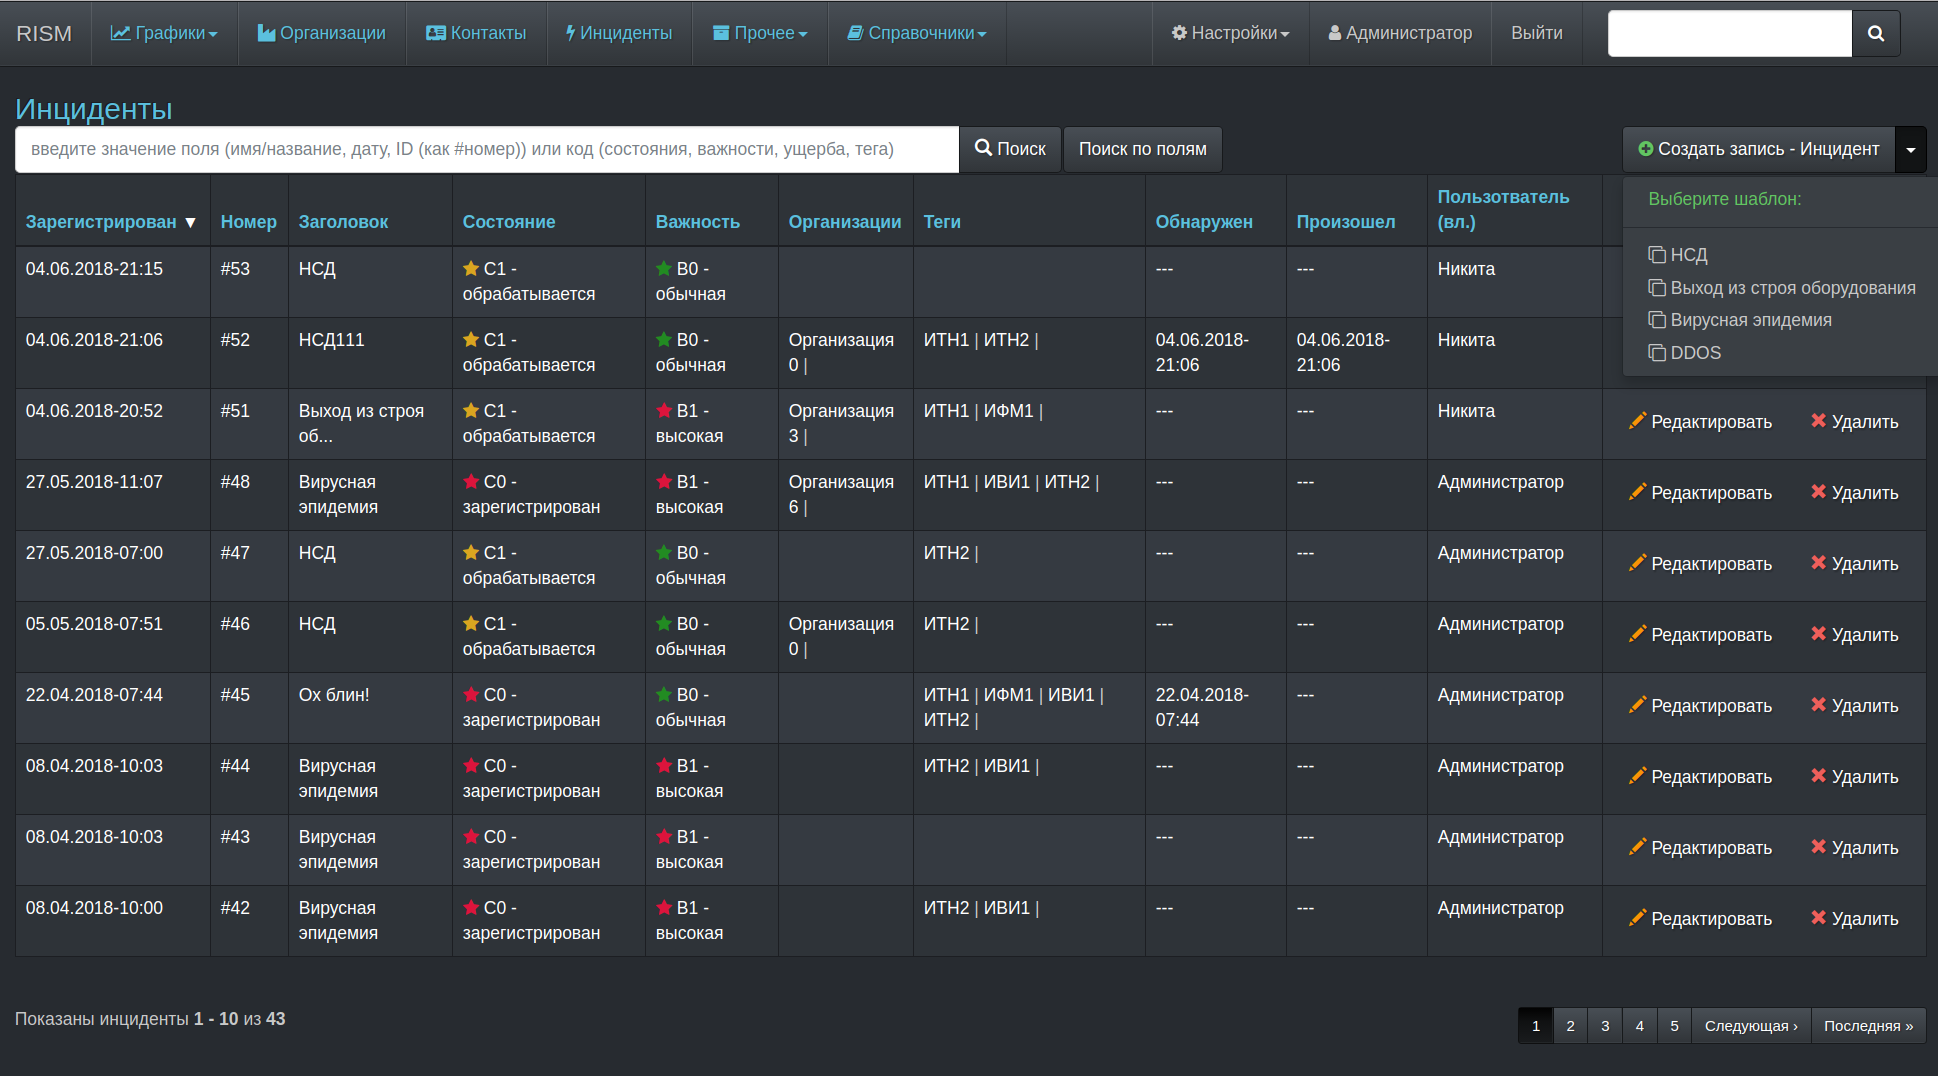 RISM Графики Организации Контакты Инциденты Прочее Справочники Настройки Администратор Выйти
Инциденты
введите значение поля (имя/название, дату, ID (как #номер)) или код (состояния, важности, ущерба, тега) Поиск Поиск по полям Создать запись - Инцидент
Выберите шаблон:
НСД
Выход из строя оборудования
Вирусная эпидемия
DDOS
Зарегистрирован ▼ Номер Заголовок Состояние Важность Организации Теги Обнаружен Произошел Пользотватель
(вл.)
04.06.2018-21:15 #53 НСД С1 - В0 - --- --- Никита
обрабатывается обычная
04.06.2018-21:06 #52 НСД111 С1 - В0 - Организация ИТН1 | ИТН2 | 04.06.2018- 04.06.2018- Никита
обрабатывается обычная 0 | 21:06 21:06
04.06.2018-20:52 #51 Выход из строя С1 - В1 - Организация ИТН1 | ИФМ1 | --- --- Никита Редактировать Удалить
об... обрабатывается высокая 3 |
27.05.2018-11:07 #48 Вирусная С0 - В1 - Организация ИТН1 | ИВИ1 | ИТН2 | --- --- Администратор Редактировать Удалить
эпидемия зарегистрирован высокая 6 |
27.05.2018-07:00 #47 НСД С1 - В0 - ИТН2 | --- --- Администратор Редактировать Удалить
обрабатывается обычная
05.05.2018-07:51 #46 НСД С1 - В0 - Организация ИТН2 | --- --- Администратор Редактировать Удалить
обрабатывается обычная 0 |
22.04.2018-07:44 #45 Ох блин! С0 - В0 - ИТН1 | ИФМ1 | ИВИ1 | 22.04.2018- --- Администратор Редактировать Удалить
зарегистрирован обычная ИТН2 | 07:44
08.04.2018-10:03 #44 Вирусная С0 - В1 - ИТН2 | ИВИ1 | --- --- Администратор Редактировать Удалить
эпидемия зарегистрирован высокая
08.04.2018-10:03 #43 Вирусная С0 - В1 - --- --- Администратор Редактировать Удалить
эпидемия зарегистрирован высокая
08.04.2018-10:00 #42 Вирусная С0 - В1 - ИТН2 | ИВИ1 | --- --- Администратор Редактировать Удалить
эпидемия зарегистрирован высокая
Показаны инциденты 1 - 10 из 43
1 2 3 4 5 Следующая › Последняя »